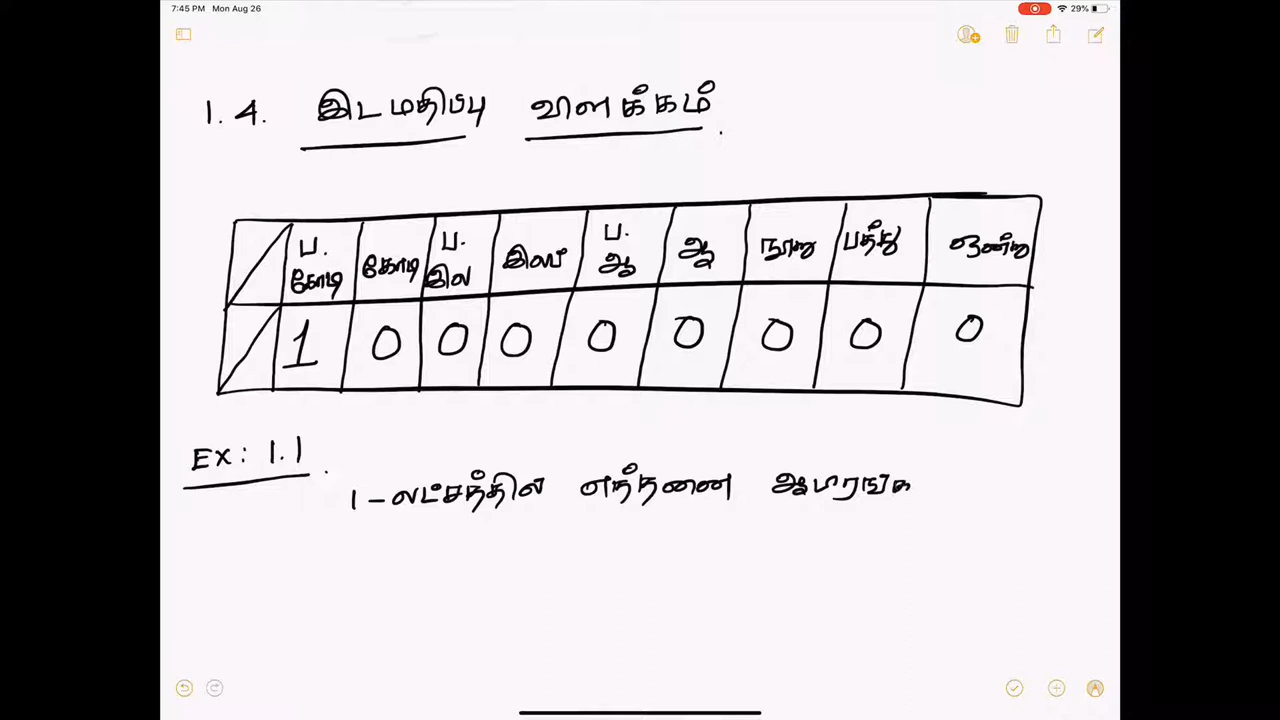 7:45 PM Mon Aug 26
29%
1.4. இடமதிப்பு விளக்கம்.
ப. கோடி கோடி ப. இல இலட் ப. ஆ ஆ நூறு பத்து ஒன்று
1 0 0 0 0 0 0 0 0
Ex: 1.1.
1 - லட்சத்தில் எத்தனை ஆயிரங்க